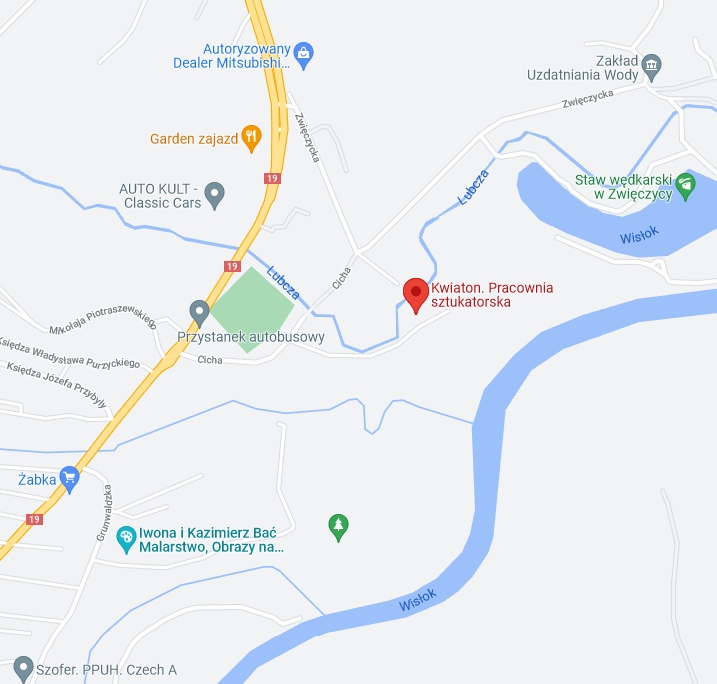 Autoryzowany
Dealer Mitsubishi...
Zakład
Uzdatniania Wody
Zwięczycka
Zwięczycka
Garden zajazd
19
AUTO KULT -
Classic Cars
Lubcza
Staw wędkarski
w Zwięczycy
Wisłok
19
Lubcza
Cicha
Kwiaton. Pracownia
sztukatorska
Mikołaja Piotraszewskiego
Przystanek autobusowy
Księdza Władysława Purzyckiego
Cicha
Księdza Józefa Przybyły
Żabka
Grunwaldzka
19
Iwona i Kazimierz Bać
Malarstwo, Obrazy na...
Wisłok
Szofer. PPUH. Czech A